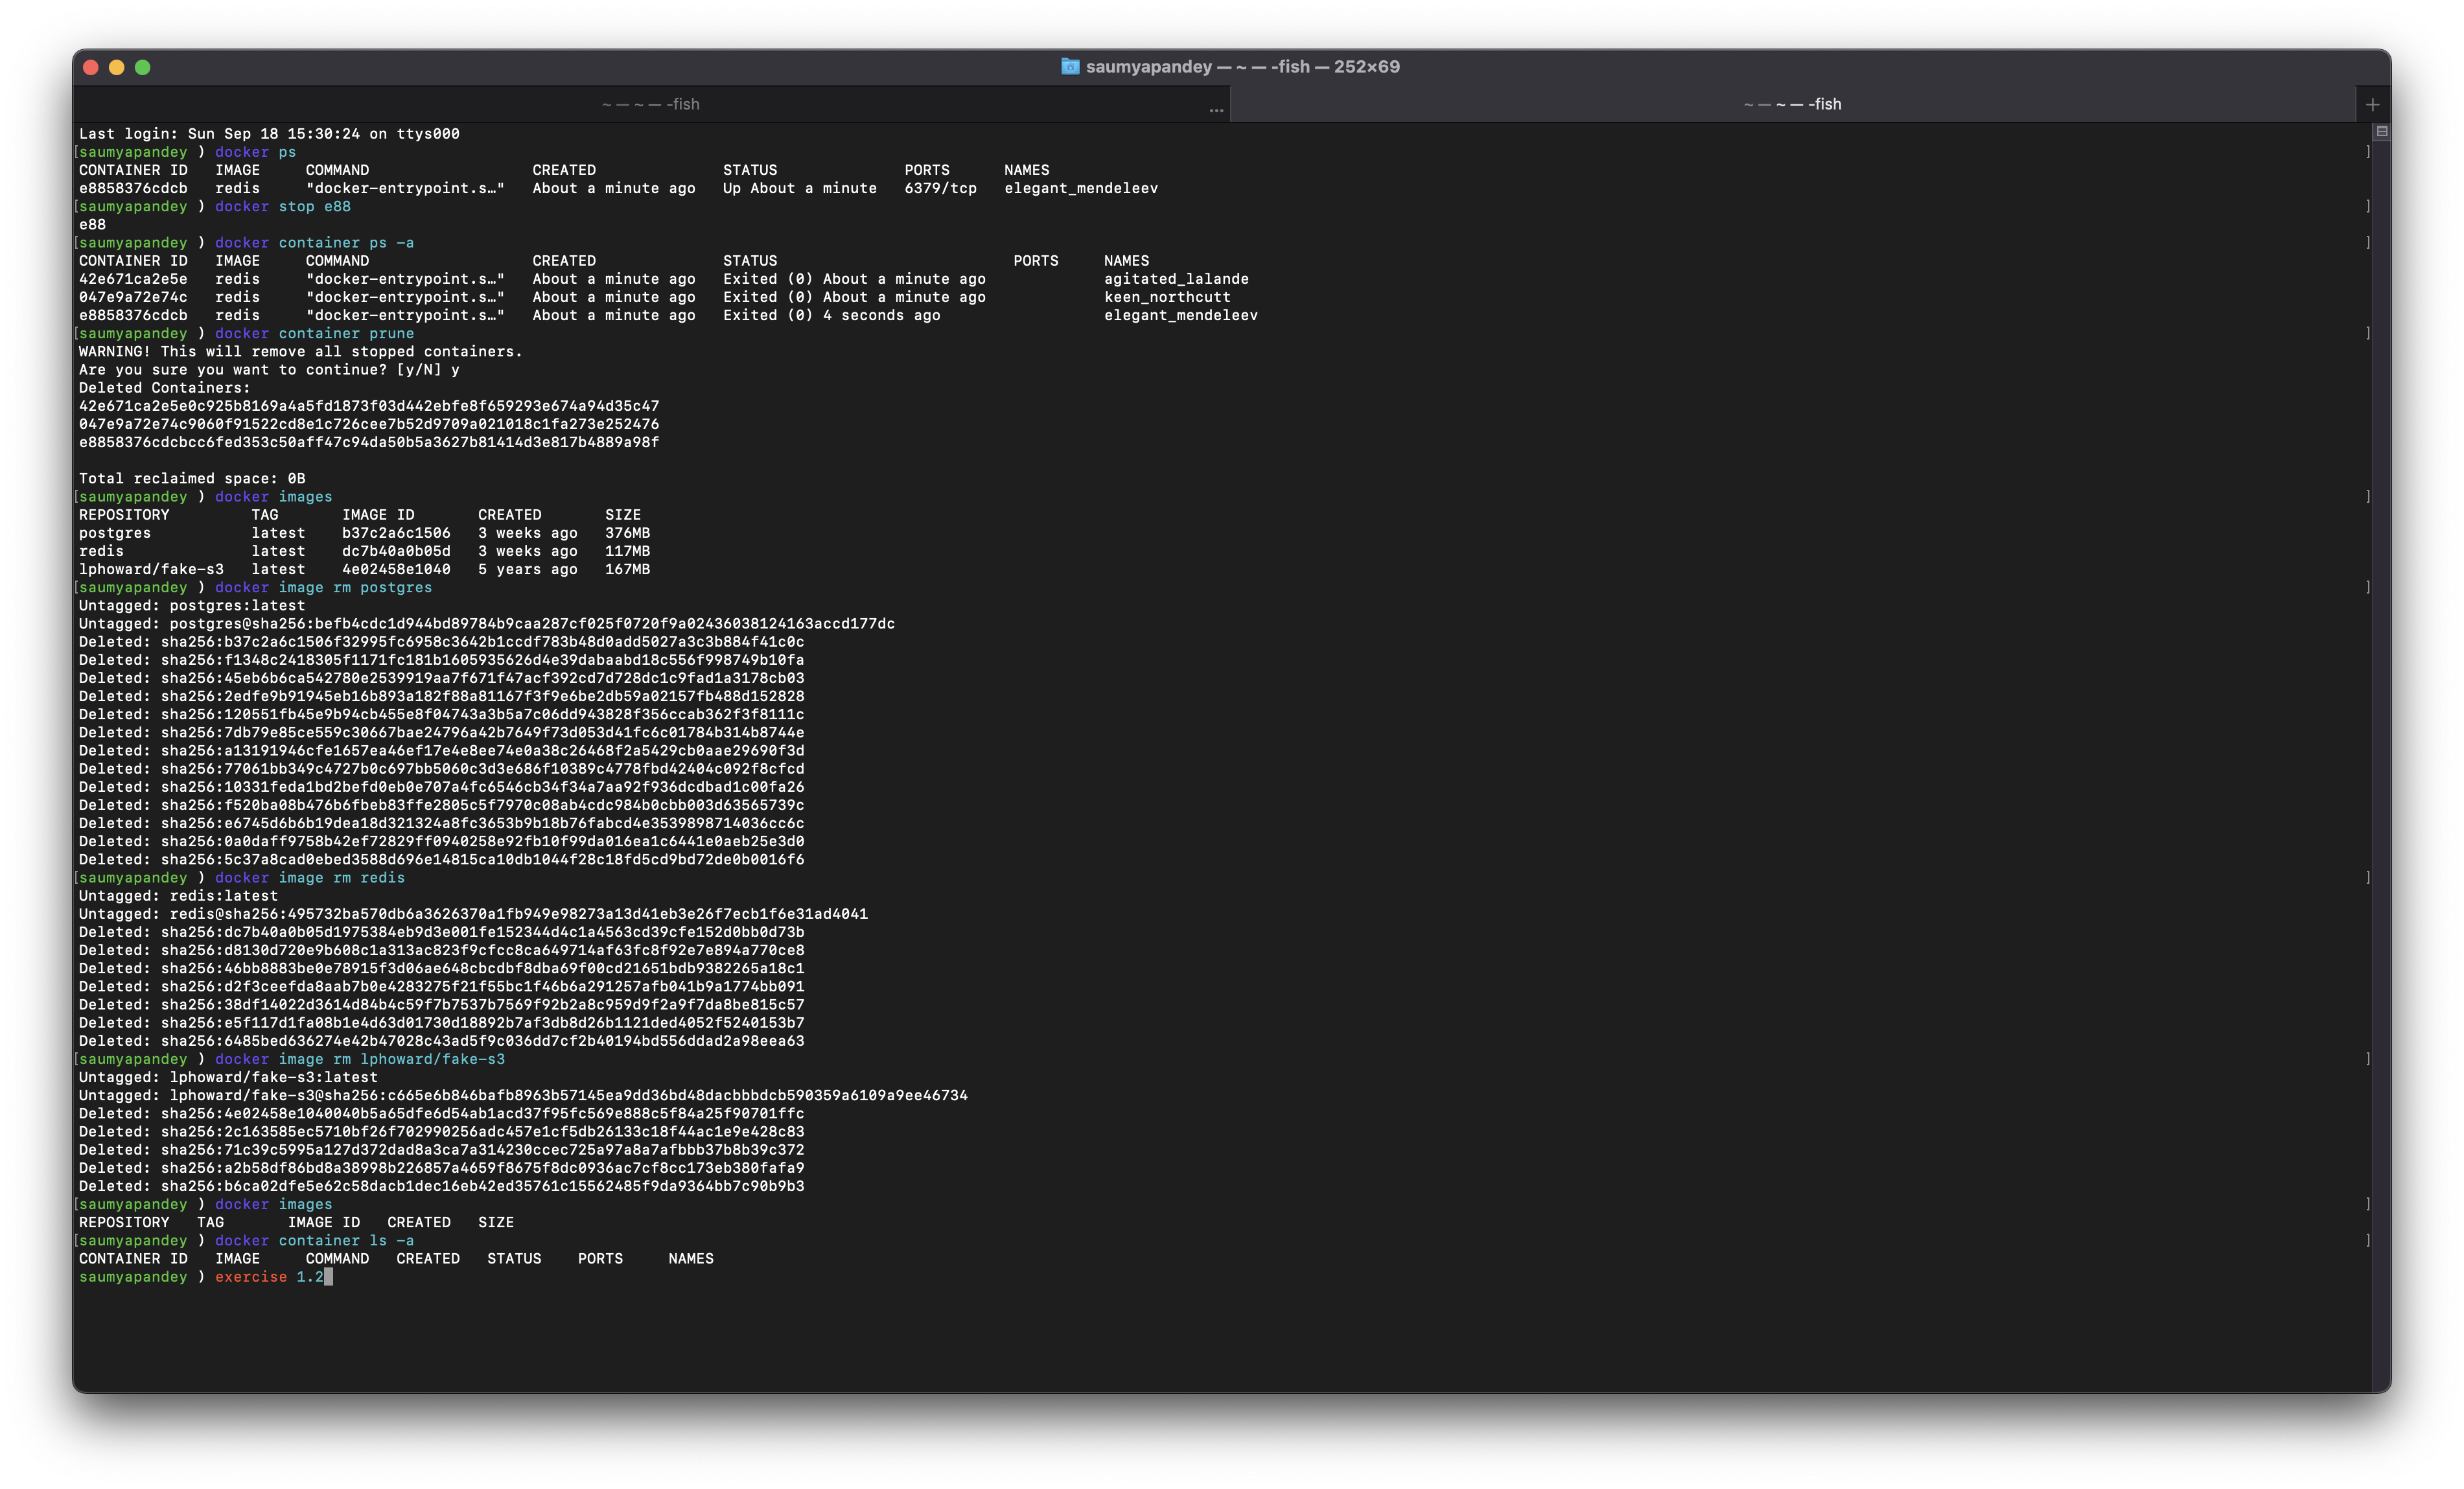 saumyapandey — ~ — -fish — 252×69
~ — ~ — -fish
~ — ~ — -fish
Last login: Sun Sep 18 15:30:24 on ttys000
[saumyapandey ) docker ps ]
CONTAINER ID   IMAGE     COMMAND                  CREATED              STATUS              PORTS      NAMES
e8858376cdcb   redis     "docker-entrypoint.s…"   About a minute ago   Up About a minute   6379/tcp   elegant_mendeleev
[saumyapandey ) docker stop e88 ]
e88
[saumyapandey ) docker container ps -a ]
CONTAINER ID   IMAGE     COMMAND                  CREATED              STATUS                          PORTS     NAMES
42e671ca2e5e   redis     "docker-entrypoint.s…"   About a minute ago   Exited (0) About a minute ago             agitated_lalande
047e9a72e74c   redis     "docker-entrypoint.s…"   About a minute ago   Exited (0) About a minute ago             keen_northcutt
e8858376cdcb   redis     "docker-entrypoint.s…"   About a minute ago   Exited (0) 4 seconds ago                  elegant_mendeleev
[saumyapandey ) docker container prune ]
WARNING! This will remove all stopped containers.
Are you sure you want to continue? [y/N] y
Deleted Containers:
42e671ca2e5e0c925b8169a4a5fd1873f03d442ebfe8f659293e674a94d35c47
047e9a72e74c9060f91522cd8e1c726cee7b52d9709a021018c1fa273e252476
e8858376cdcbcc6fed353c50aff47c94da50b5a3627b81414d3e817b4889a98f
Total reclaimed space: 0B
[saumyapandey ) docker images ]
REPOSITORY         TAG       IMAGE ID       CREATED       SIZE
postgres           latest    b37c2a6c1506   3 weeks ago   376MB
redis              latest    dc7b40a0b05d   3 weeks ago   117MB
lphoward/fake-s3   latest    4e02458e1040   5 years ago   167MB
[saumyapandey ) docker image rm postgres ]
Untagged: postgres:latest
Untagged: postgres@sha256:befb4cdc1d944bd89784b9caa287cf025f0720f9a02436038124163accd177dc
Deleted: sha256:b37c2a6c1506f32995fc6958c3642b1ccdf783b48d0add5027a3c3b884f41c0c
Deleted: sha256:f1348c2418305f1171fc181b1605935626d4e39dabaabd18c556f998749b10fa
Deleted: sha256:45eb6b6ca542780e2539919aa7f671f47acf392cd7d728dc1c9fad1a3178cb03
Deleted: sha256:2edfe9b91945eb16b893a182f88a81167f3f9e6be2db59a02157fb488d152828
Deleted: sha256:120551fb45e9b94cb455e8f04743a3b5a7c06dd943828f356ccab362f3f8111c
Deleted: sha256:7db79e85ce559c30667bae24796a42b7649f73d053d41fc6c01784b314b8744e
Deleted: sha256:a13191946cfe1657ea46ef17e4e8ee74e0a38c26468f2a5429cb0aae29690f3d
Deleted: sha256:77061bb349c4727b0c697bb5060c3d3e686f10389c4778fbd42404c092f8cfcd
Deleted: sha256:10331feda1bd2befd0eb0e707a4fc6546cb34f34a7aa92f936dcdbad1c00fa26
Deleted: sha256:f520ba08b476b6fbeb83ffe2805c5f7970c08ab4cdc984b0cbb003d63565739c
Deleted: sha256:e6745d6b6b19dea18d321324a8fc3653b9b18b76fabcd4e3539898714036cc6c
Deleted: sha256:0a0daff9758b42ef72829ff0940258e92fb10f99da016ea1c6441e0aeb25e3d0
Deleted: sha256:5c37a8cad0ebed3588d696e14815ca10db1044f28c18fd5cd9bd72de0b0016f6
[saumyapandey ) docker image rm redis ]
Untagged: redis:latest
Untagged: redis@sha256:495732ba570db6a3626370a1fb949e98273a13d41eb3e26f7ecb1f6e31ad4041
Deleted: sha256:dc7b40a0b05d1975384eb9d3e001fe152344d4c1a4563cd39cfe152d0bb0d73b
Deleted: sha256:d8130d720e9b608c1a313ac823f9cfcc8ca649714af63fc8f92e7e894a770ce8
Deleted: sha256:46bb8883be0e78915f3d06ae648cbcdbf8dba69f00cd21651bdb9382265a18c1
Deleted: sha256:d2f3ceefda8aab7b0e4283275f21f55bc1f46b6a291257afb041b9a1774bb091
Deleted: sha256:38df14022d3614d84b4c59f7b7537b7569f92b2a8c959d9f2a9f7da8be815c57
Deleted: sha256:e5f117d1fa08b1e4d63d01730d18892b7af3db8d26b1121ded4052f5240153b7
Deleted: sha256:6485bed636274e42b47028c43ad5f9c036dd7cf2b40194bd556ddad2a98eea63
[saumyapandey ) docker image rm lphoward/fake-s3 ]
Untagged: lphoward/fake-s3:latest
Untagged: lphoward/fake-s3@sha256:c665e6b846bafb8963b57145ea9dd36bd48dacbbbdcb590359a6109a9ee46734
Deleted: sha256:4e02458e1040040b5a65dfe6d54ab1acd37f95fc569e888c5f84a25f90701ffc
Deleted: sha256:2c163585ec5710bf26f702990256adc457e1cf5db26133c18f44ac1e9e428c83
Deleted: sha256:71c39c5995a127d372dad8a3ca7a314230ccec725a97a8a7afbbb37b8b39c372
Deleted: sha256:a2b58df86bd8a38998b226857a4659f8675f8dc0936ac7cf8cc173eb380fafa9
Deleted: sha256:b6ca02dfe5e62c58dacb1dec16eb42ed35761c15562485f9da9364bb7c90b9b3
[saumyapandey ) docker images ]
REPOSITORY   TAG       IMAGE ID   CREATED   SIZE
[saumyapandey ) docker container ls -a ]
CONTAINER ID   IMAGE     COMMAND   CREATED   STATUS    PORTS     NAMES
saumyapandey ) exercise 1.2